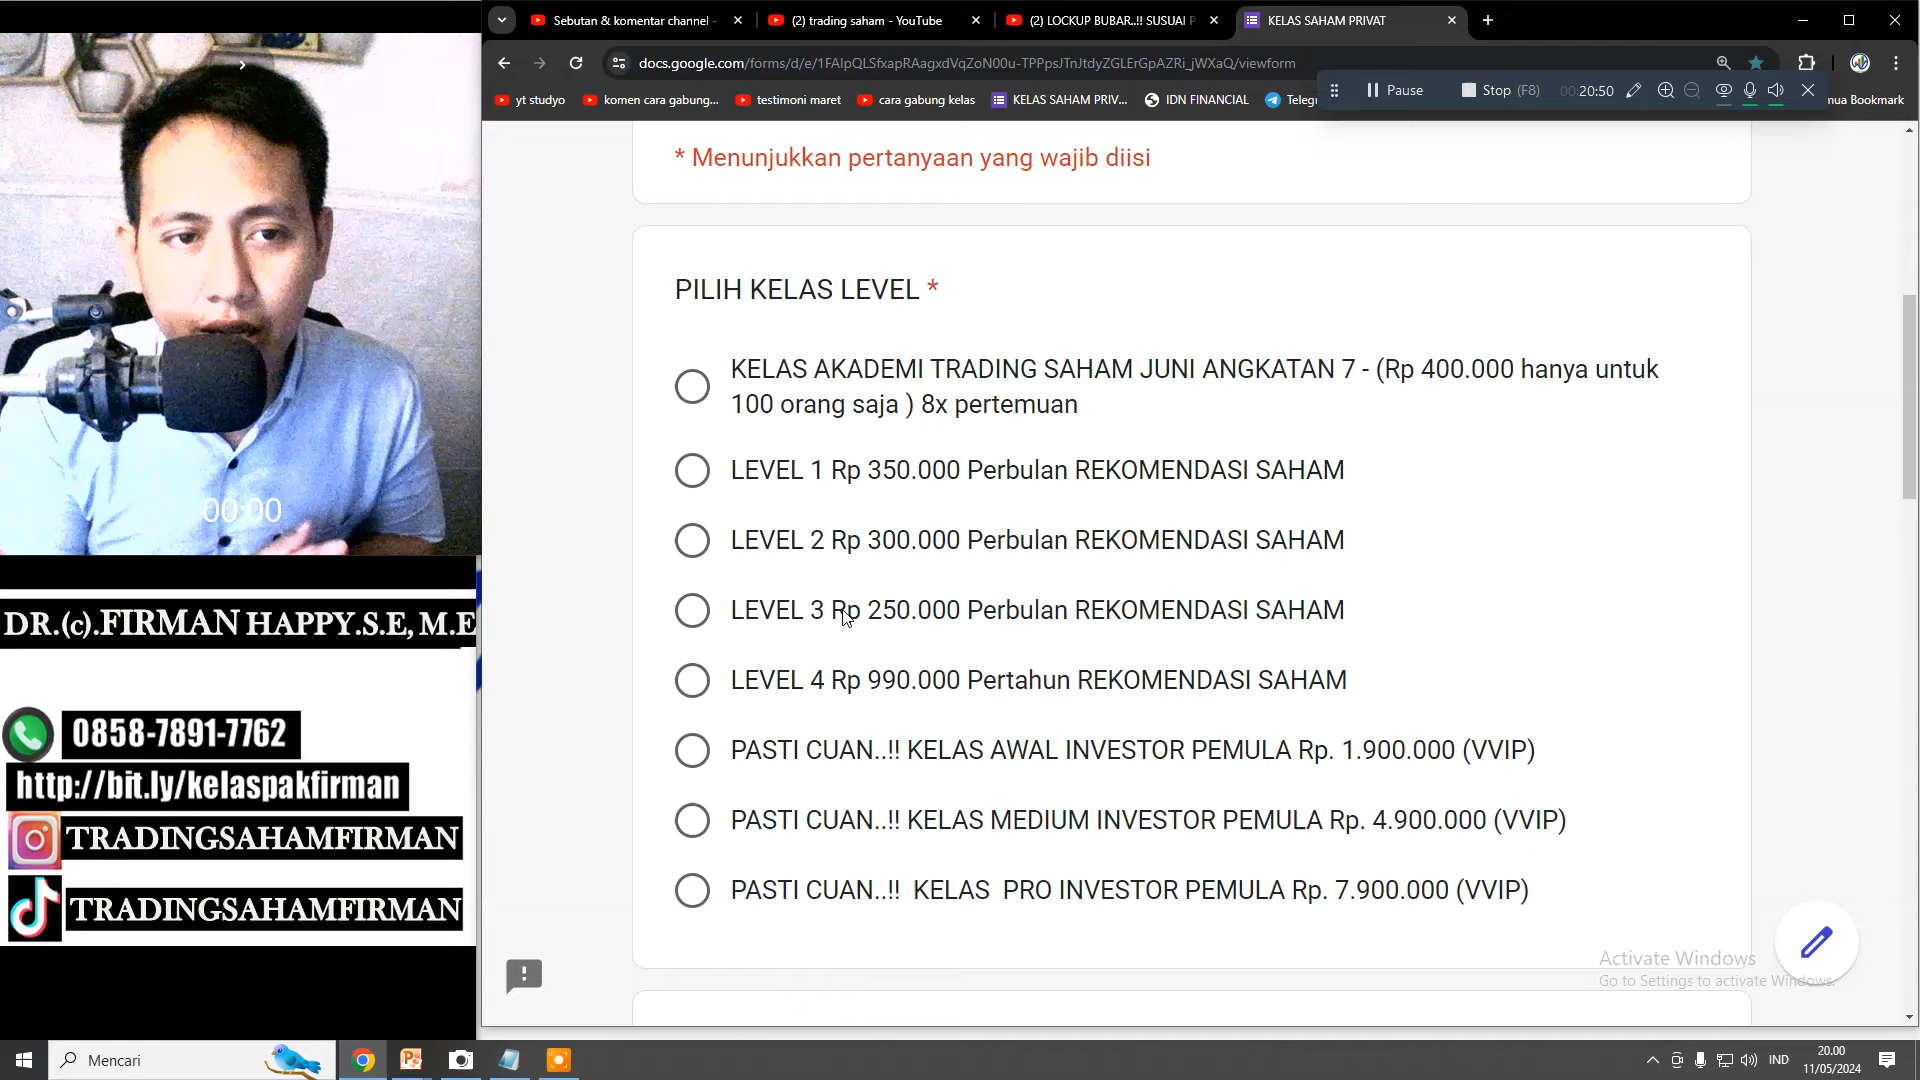 Sebutan & komentar channel -
(2) trading saham - YouTube
(2) LOCKUP BUBAR..!! SUSUAI P
KELAS SAHAM PRIVAT
docs.google.com/forms/d/e/1FAIpQLSfxapRAagxdVqZoN00u-TPPpsJTnJtdyZGLErGpAZRi_jWXaQ/viewform
yt studyo
komen cara gabung...
testimoni maret
cara gabung kelas
KELAS SAHAM PRIV...
IDN FINANCIAL
Teleg
Pause
Stop (F8)
00:20:50
mua Bookmark
* Menunjukkan pertanyaan yang wajib diisi
PILIH KELAS LEVEL *
KELAS AKADEMI TRADING SAHAM JUNI ANGKATAN 7 - (Rp 400.000 hanya untuk
100 orang saja ) 8x pertemuan
LEVEL 1 Rp 350.000 Perbulan REKOMENDASI SAHAM
LEVEL 2 Rp 300.000 Perbulan REKOMENDASI SAHAM
LEVEL 3 Rp 250.000 Perbulan REKOMENDASI SAHAM
LEVEL 4 Rp 990.000 Pertahun REKOMENDASI SAHAM
PASTI CUAN..!! KELAS AWAL INVESTOR PEMULA Rp. 1.900.000 (VVIP)
PASTI CUAN..!! KELAS MEDIUM INVESTOR PEMULA Rp. 4.900.000 (VVIP)
PASTI CUAN..!! KELAS PRO INVESTOR PEMULA Rp. 7.900.000 (VVIP)
00:00
DR.(c).FIRMAN HAPPY.S.E, M.E
0858-7891-7762
http://bit.ly/kelaspakfirman
TRADINGSAHAMFIRMAN
TRADINGSAHAMFIRMAN
Activate Windows
Go to Settings to activate Windows.
Mencari
IND
20.00
11/05/2024